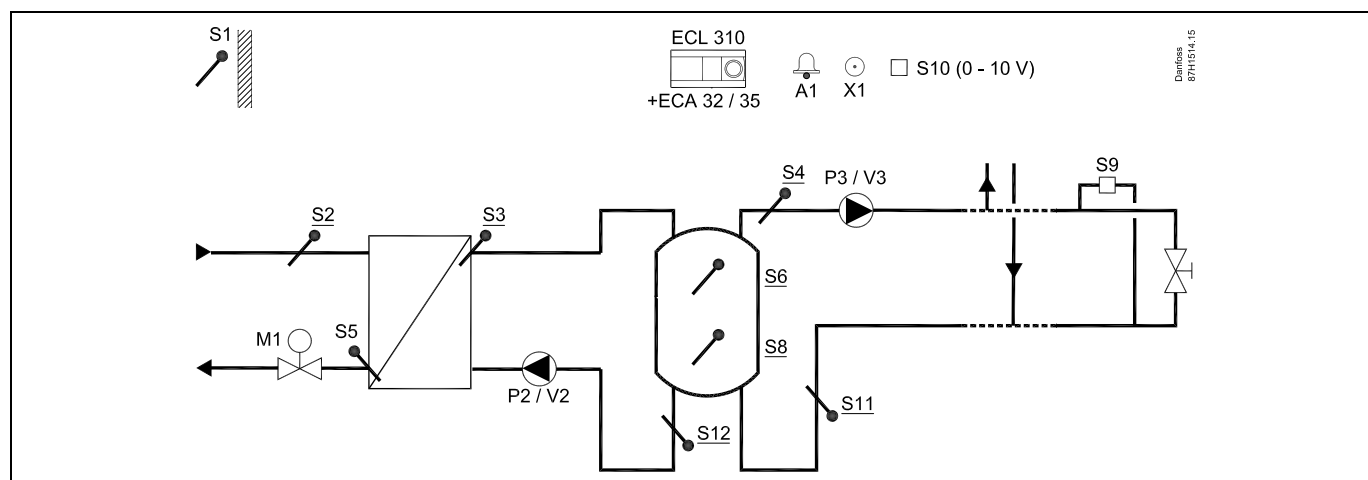 S1
ECL 310
+ECA 32 / 35
A1
X1
S10 (0 - 10 V)
Danfoss
87H1514.15
S2
S3
S4
P3 / V3
S9
S6
S8
M1
S5
P2 / V2
S12
S11